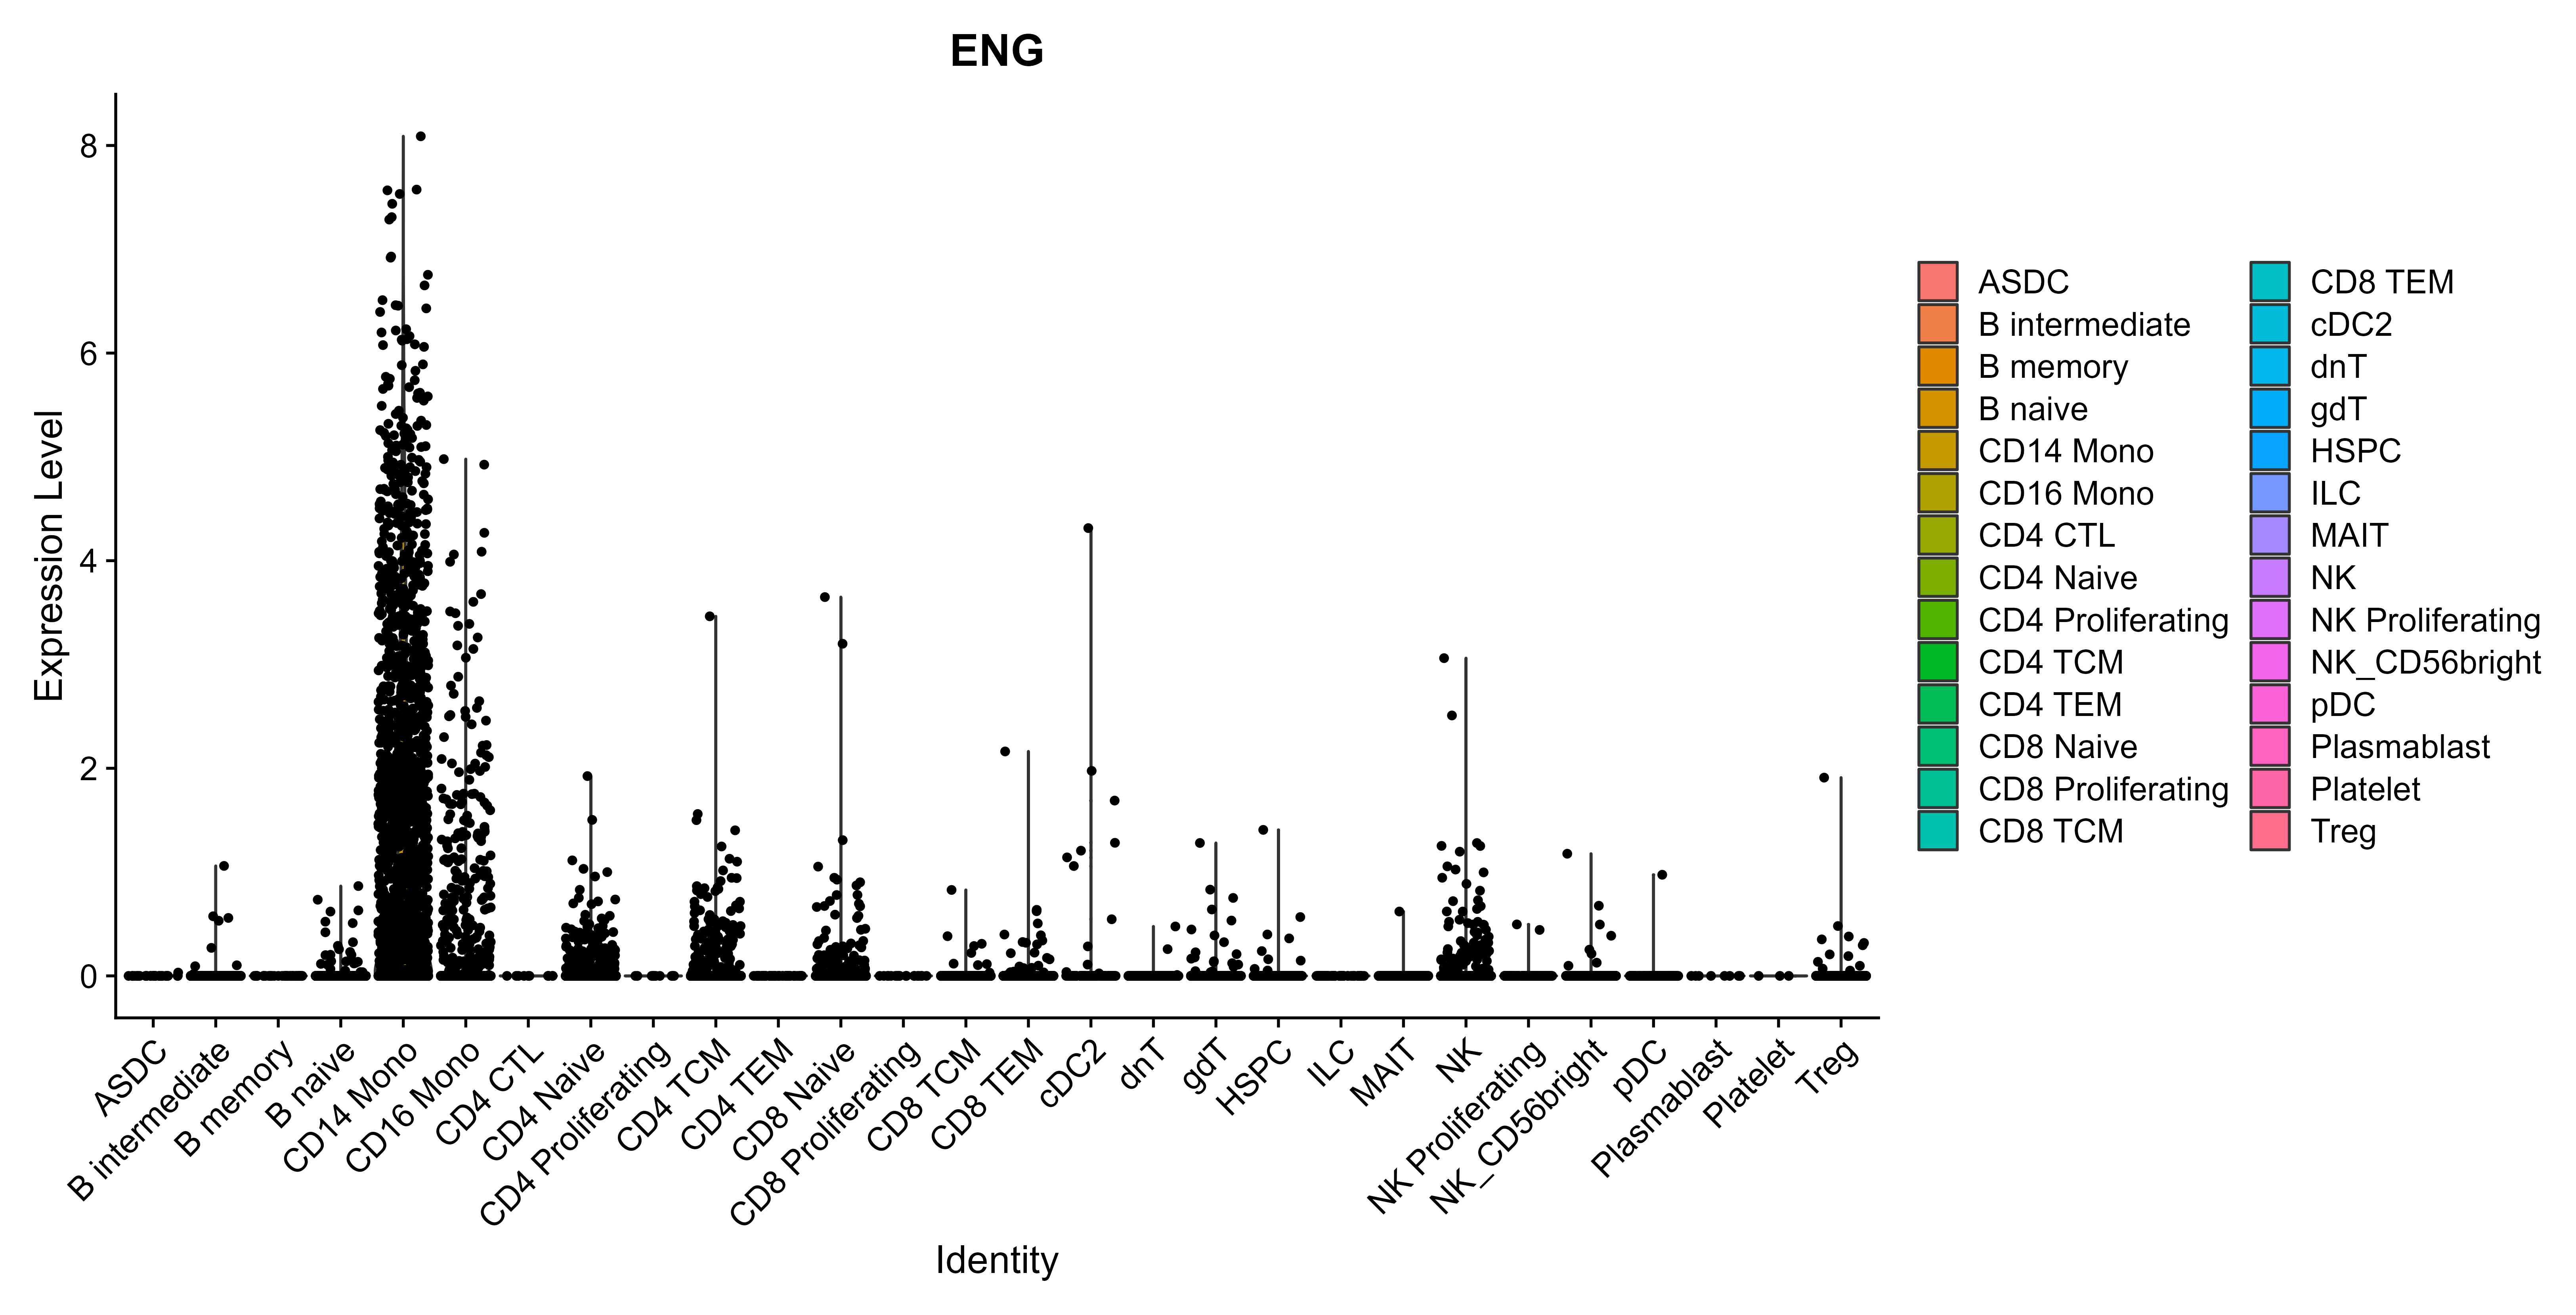 ENG
Expression Level
8
6
4
2
0
ASDC
B intermediate
B memory
B naive
CD14 Mono
CD16 Mono
CD4 CTL
CD4 Naive
CD4 Proliferating
CD4 TCM
CD4 TEM
CD8 Naive
CD8 Proliferating
CD8 TCM
CD8 TEM
cDC2
dnT
gdT
HSPC
ILC
MAIT
NK
NK Proliferating
NK_CD56bright
pDC
Plasmablast
Platelet
Treg
Identity
ASDC
B intermediate
B memory
B naive
CD14 Mono
CD16 Mono
CD4 CTL
CD4 Naive
CD4 Proliferating
CD4 TCM
CD4 TEM
CD8 Naive
CD8 Proliferating
CD8 TCM
CD8 TEM
cDC2
dnT
gdT
HSPC
ILC
MAIT
NK
NK Proliferating
NK_CD56bright
pDC
Plasmablast
Platelet
Treg